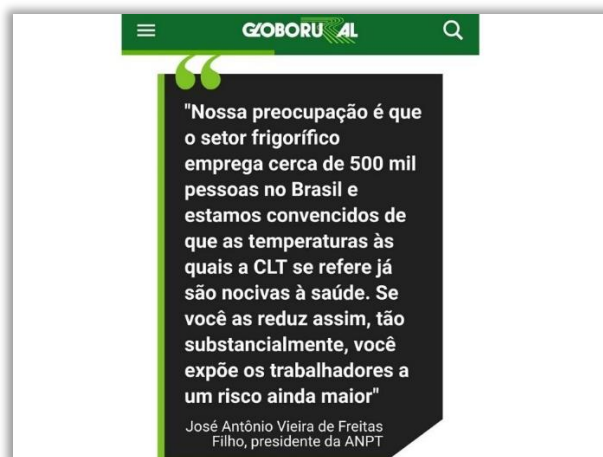 GLOBORURAL
"Nossa preocupação é que
o setor frigorífico
emprega cerca de 500 mil
pessoas no Brasil e
estamos convencidos de
que as temperaturas às
quais a CLT se refere já
são nocivas à saúde. Se
você as reduz assim, tão
substancialmente, você
expõe os trabalhadores a
um risco ainda maior"
José Antônio Vieira de Freitas
Filho, presidente da ANPT